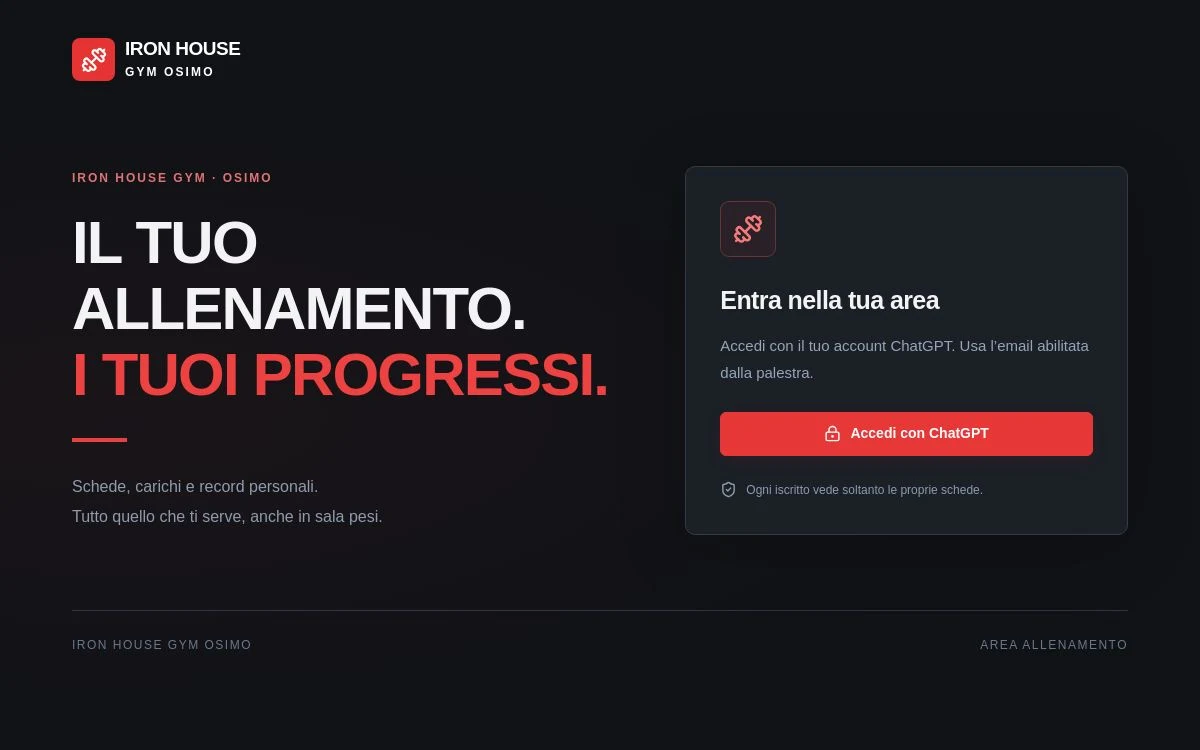 IRON HOUSE
GYM OSIMO
IRON HOUSE GYM · OSIMO
IL TUO
ALLENAMENTO.
I TUOI PROGRESSI.
Schede, carichi e record personali.
Tutto quello che ti serve, anche in sala pesi.
Entra nella tua area
Accedi con il tuo account ChatGPT. Usa l’email abilitata
dalla palestra.
Accedi con ChatGPT
Ogni iscritto vede soltanto le proprie schede.
IRON HOUSE GYM OSIMO
AREA ALLENAMENTO